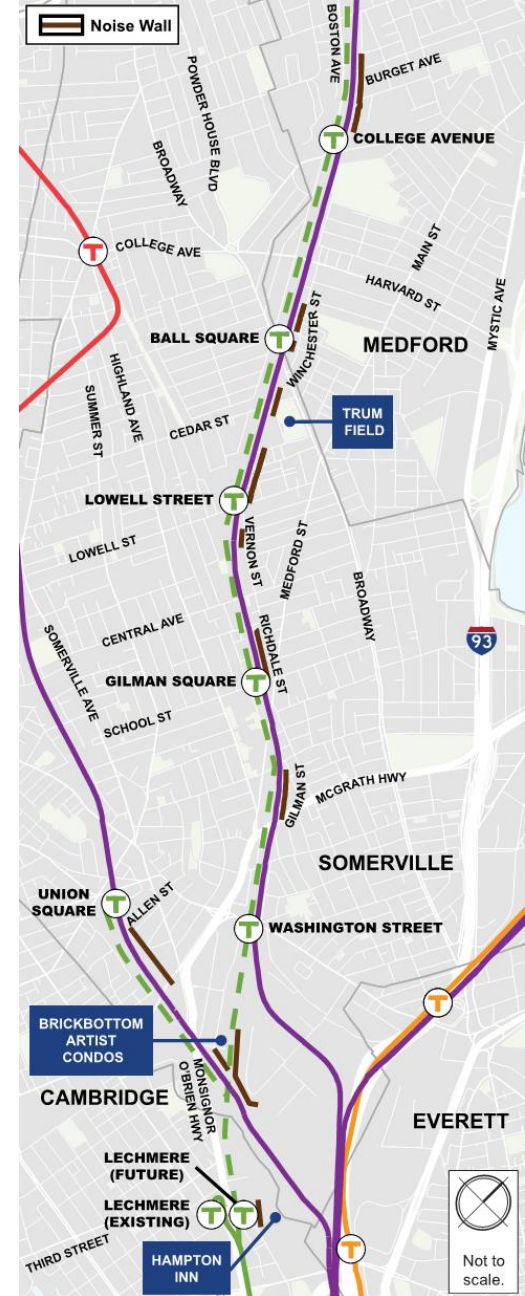 Noise Wall
BOSTON AVE
BURGET AVE
POWDER HOUSE BLVD
T
COLLEGE AVENUE
BROADWAY
MAIN ST
T
COLLEGE AVE
HARVARD ST
MYSTIC AVE
BALL SQUARE
T
WINCHESTER ST
MEDFORD
HIGHLAND AVE
SUMMER ST
CEDAR ST
TRUM
FIELD
LOWELL STREET
T
VERNON ST
MEDFORD ST
LOWELL ST
BROADWAY
CENTRAL AVE
RICHDALE ST
SOMERVILLE AVE
93
GILMAN SQUARE
T
SCHOOL ST
GILMAN ST
MCGRATH HWY
SOMERVILLE
UNION
SQUARE
T
ALLEN ST
T
WASHINGTON STREET
T
BRICKBOTTOM
ARTIST
CONDOS
MONSIGNOR
O'BRIEN HWY
CAMBRIDGE
EVERETT
LECHMERE
(FUTURE)
LECHMERE
(EXISTING)
T
T
THIRD STREET
HAMPTON
INN
T
Not to
scale.